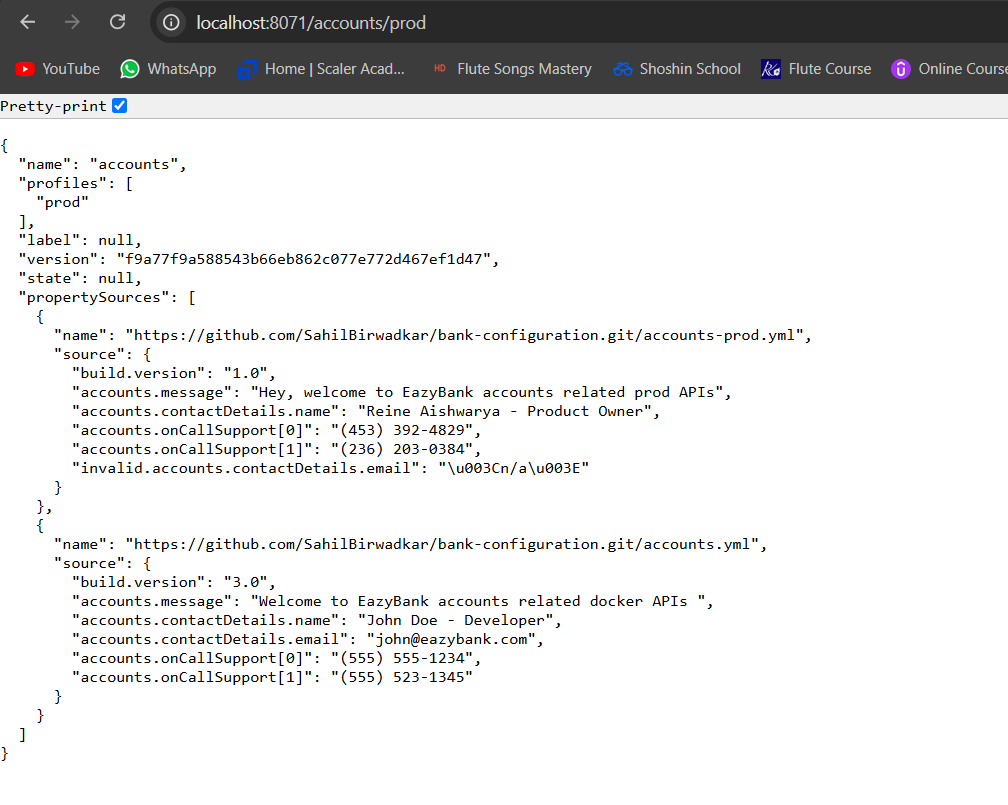 localhost:8071/accounts/prod
YouTube WhatsApp Home | Scaler Acad... HD Flute Songs Mastery Shoshin School Flute Course Online Course
Pretty-print
{
  "name": "accounts",
  "profiles": [
    "prod"
  ],
  "label": null,
  "version": "f9a77f9a588543b66eb862c077e772d467ef1d47",
  "state": null,
  "propertySources": [
    {
      "name": "https://github.com/SahilBirwadkar/bank-configuration.git/accounts-prod.yml",
      "source": {
        "build.version": "1.0",
        "accounts.message": "Hey, welcome to EazyBank accounts related prod APIs",
        "accounts.contactDetails.name": "Reine Aishwarya - Product Owner",
        "accounts.onCallSupport[0]": "(453) 392-4829",
        "accounts.onCallSupport[1]": "(236) 203-0384",
        "invalid.accounts.contactDetails.email": "\u003Cn/a\u003E"
      }
    },
    {
      "name": "https://github.com/SahilBirwadkar/bank-configuration.git/accounts.yml",
      "source": {
        "build.version": "3.0",
        "accounts.message": "Welcome to EazyBank accounts related docker APIs ",
        "accounts.contactDetails.name": "John Doe - Developer",
        "accounts.contactDetails.email": "john@eazybank.com",
        "accounts.onCallSupport[0]": "(555) 555-1234",
        "accounts.onCallSupport[1]": "(555) 523-1345"
      }
    }
  ]
}